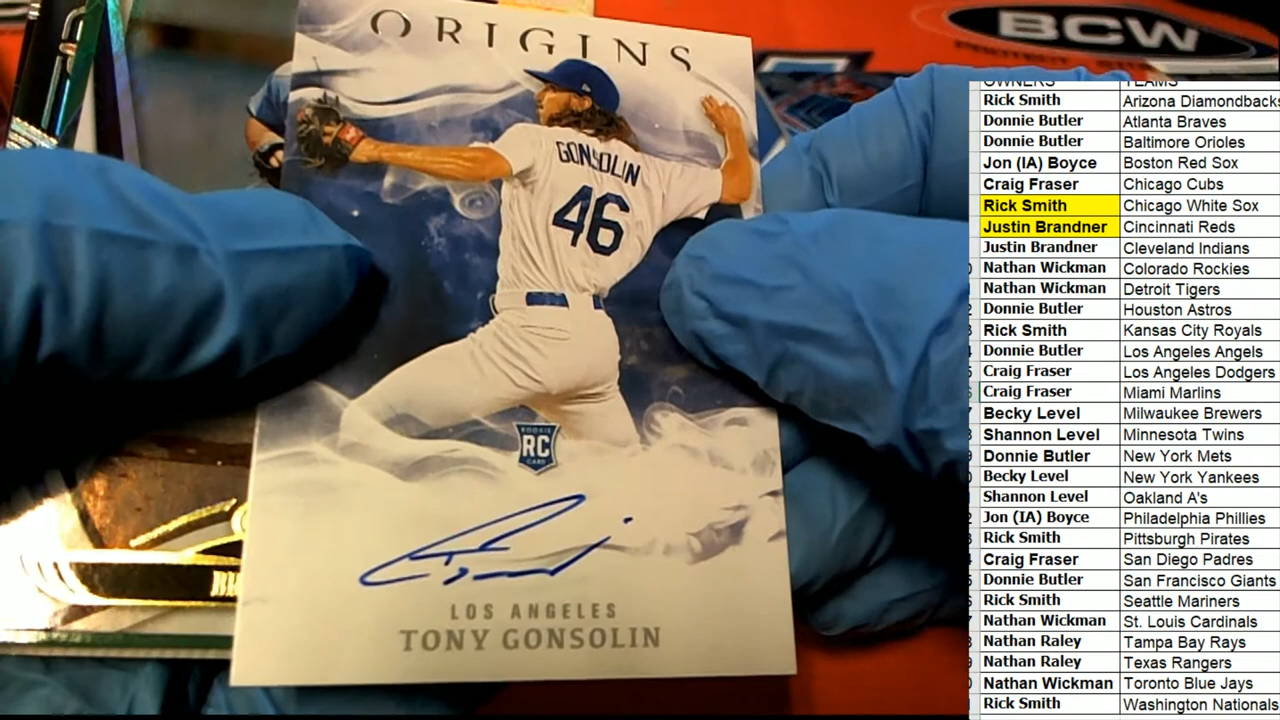 ORIGINS
BCW
GONSOLIN
46
ROOKIE
RC
CARD
LOS ANGELES
TONY GONSOLIN
OWNERS TEAMS
Rick Smith Arizona Diamondbacks
Donnie Butler Atlanta Braves
Donnie Butler Baltimore Orioles
Jon (IA) Boyce Boston Red Sox
Craig Fraser Chicago Cubs
Rick Smith Chicago White Sox
Justin Brandner Cincinnati Reds
Justin Brandner Cleveland Indians
Nathan Wickman Colorado Rockies
Nathan Wickman Detroit Tigers
Donnie Butler Houston Astros
Rick Smith Kansas City Royals
Donnie Butler Los Angeles Angels
Craig Fraser Los Angeles Dodgers
Craig Fraser Miami Marlins
Becky Level Milwaukee Brewers
Shannon Level Minnesota Twins
Donnie Butler New York Mets
Becky Level New York Yankees
Shannon Level Oakland A's
Jon (IA) Boyce Philadelphia Phillies
Rick Smith Pittsburgh Pirates
Craig Fraser San Diego Padres
Donnie Butler San Francisco Giants
Rick Smith Seattle Mariners
Nathan Wickman St. Louis Cardinals
Nathan Raley Tampa Bay Rays
Nathan Raley Texas Rangers
Nathan Wickman Toronto Blue Jays
Rick Smith Washington Nationals